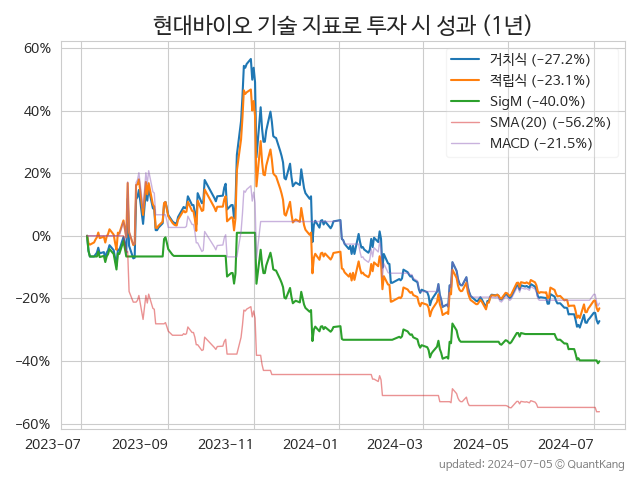 현대바이오 기술 지표로 투자 시 성과 (1년)
거치식 (−27.2%)
적립식 (−23.1%)
SigM (−40.0%)
SMA(20) (−56.2%)
MACD (−21.5%)
60%
40%
20%
0%
−20%
−40%
−60%
2023-07 2023-09 2023-11 2024-01 2024-03 2024-05 2024-07
updated: 2024-07-05 © QuantKang